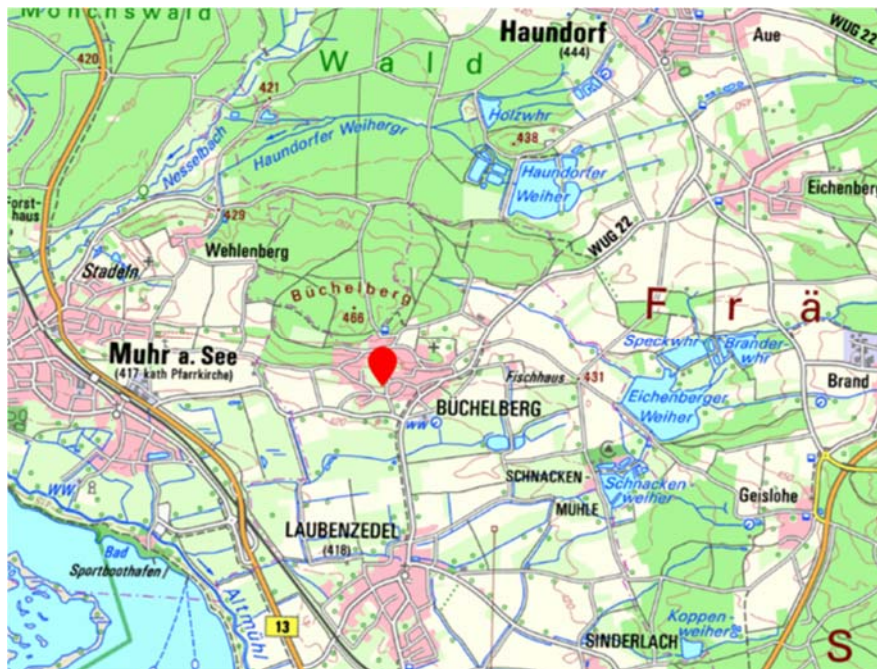 Mönchswald
Haundorf
(444)
Aue
WUG 22
Wald
420
421
Holzwhr
438
Nesselbach
Haundorfer Weihergr
Haundorfer
Weiher
Eichenberg
Forst-
haus
429
Wehlenberg
WUG 22
Stadeln
Büchelberg
466
Frä
Speckwhr
Brander-
whr
Muhr a. See
(417 kath Pfarrkirche)
Fischhaus
431
Eichenberger
Weiher
Brand
BÜCHELBERG
WW
SCHNACKEN-
MÜHLE
Schnacken-
weiher
Geislohe
WW
LAUBENZEDEL
(418)
Bad
Sportboothafen
Altmühl
13
Koppen-
weiher
SINDERLACH
S